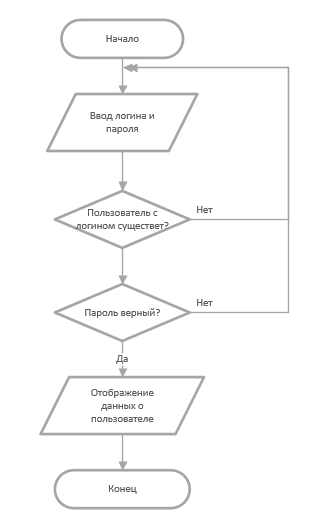 Начало
Ввод логина и
пароля
Пользователь с
логином существет?
Нет
Пароль верный?
Нет
Да
Отображение
данных о
пользователе
Конец